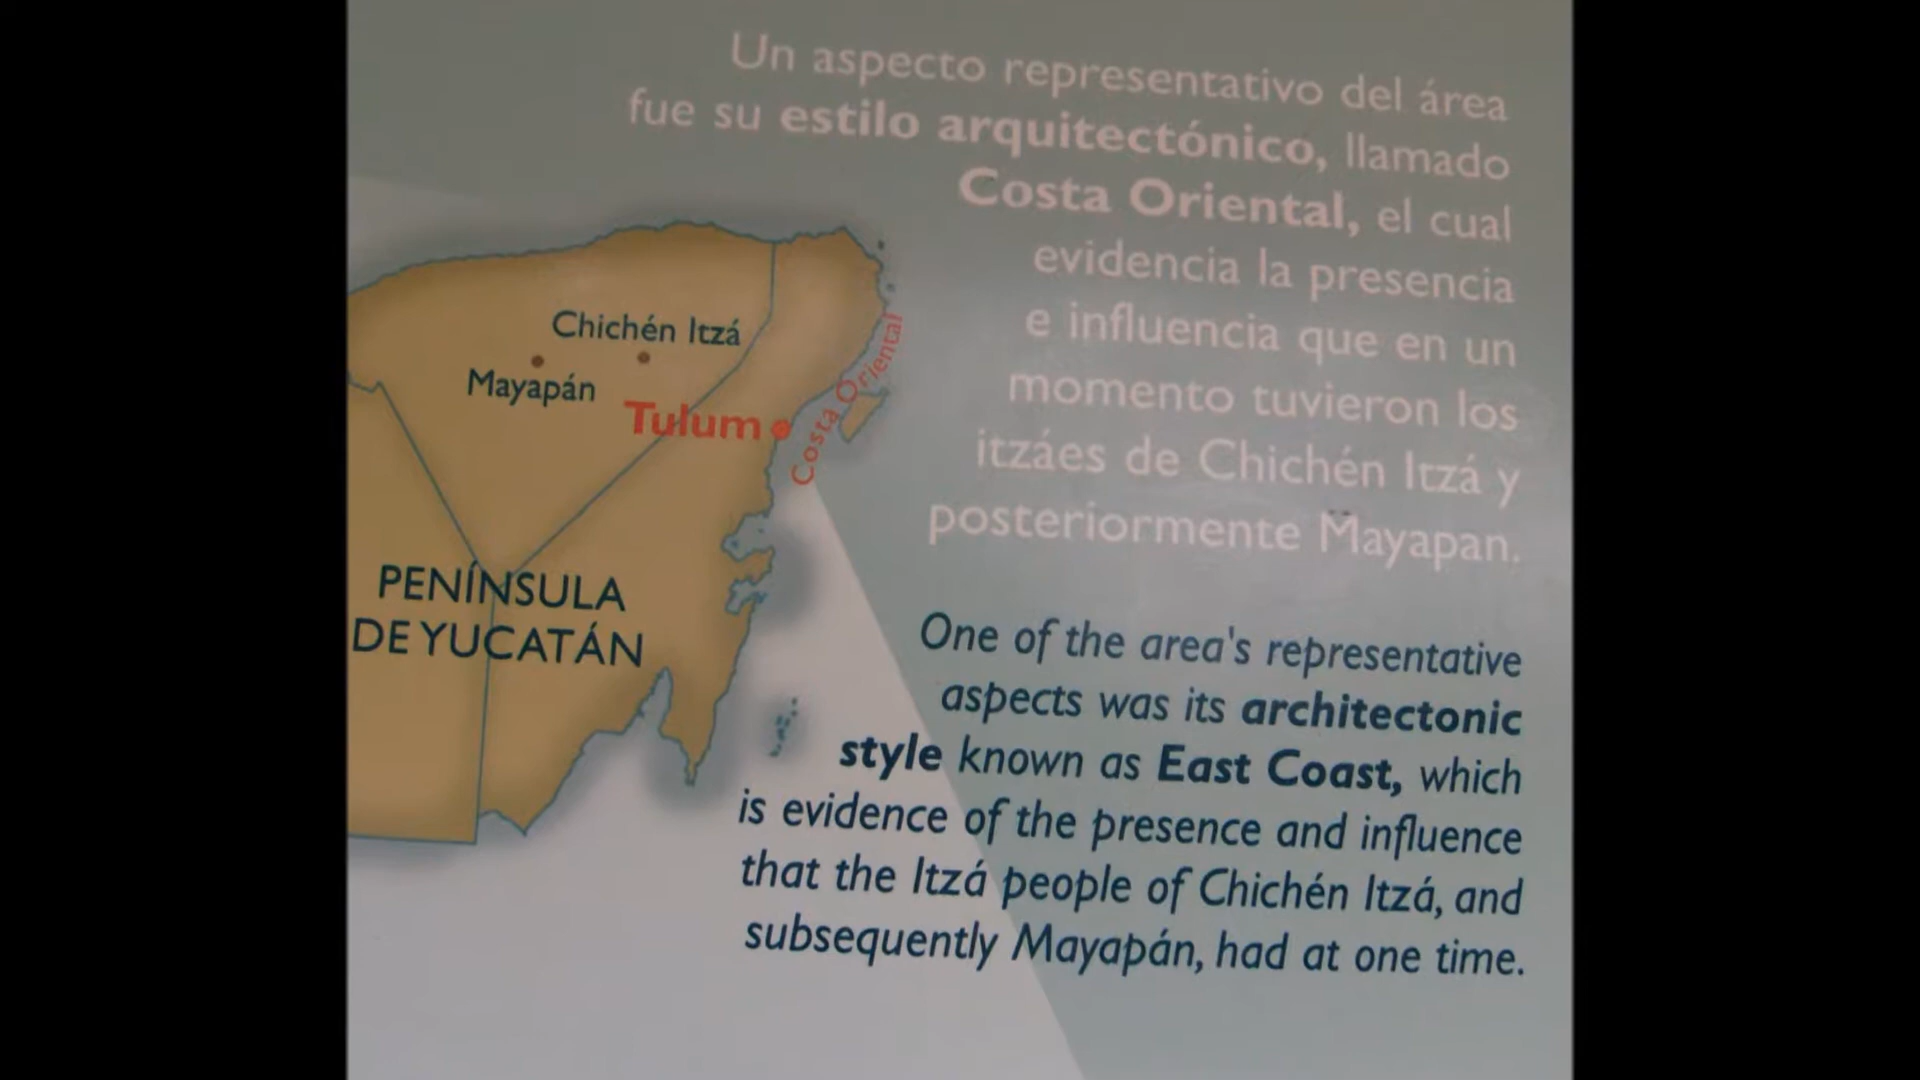 Un aspecto representativo del área
fue su estilo arquitectónico, llamado
Costa Oriental, el cual
evidencia la presencia
e influencia que en un
momento tuvieron los
itzáes de Chichén Itzá y
posteriormente Mayapan.
Chichén Itzá
Mayapán
Tulum
Costa Oriental
PENÍNSULA
DE YUCATÁN
One of the area's representative
aspects was its architectonic
style known as East Coast, which
is evidence of the presence and influence
that the Itzá people of Chichén Itzá, and
subsequently Mayapán, had at one time.